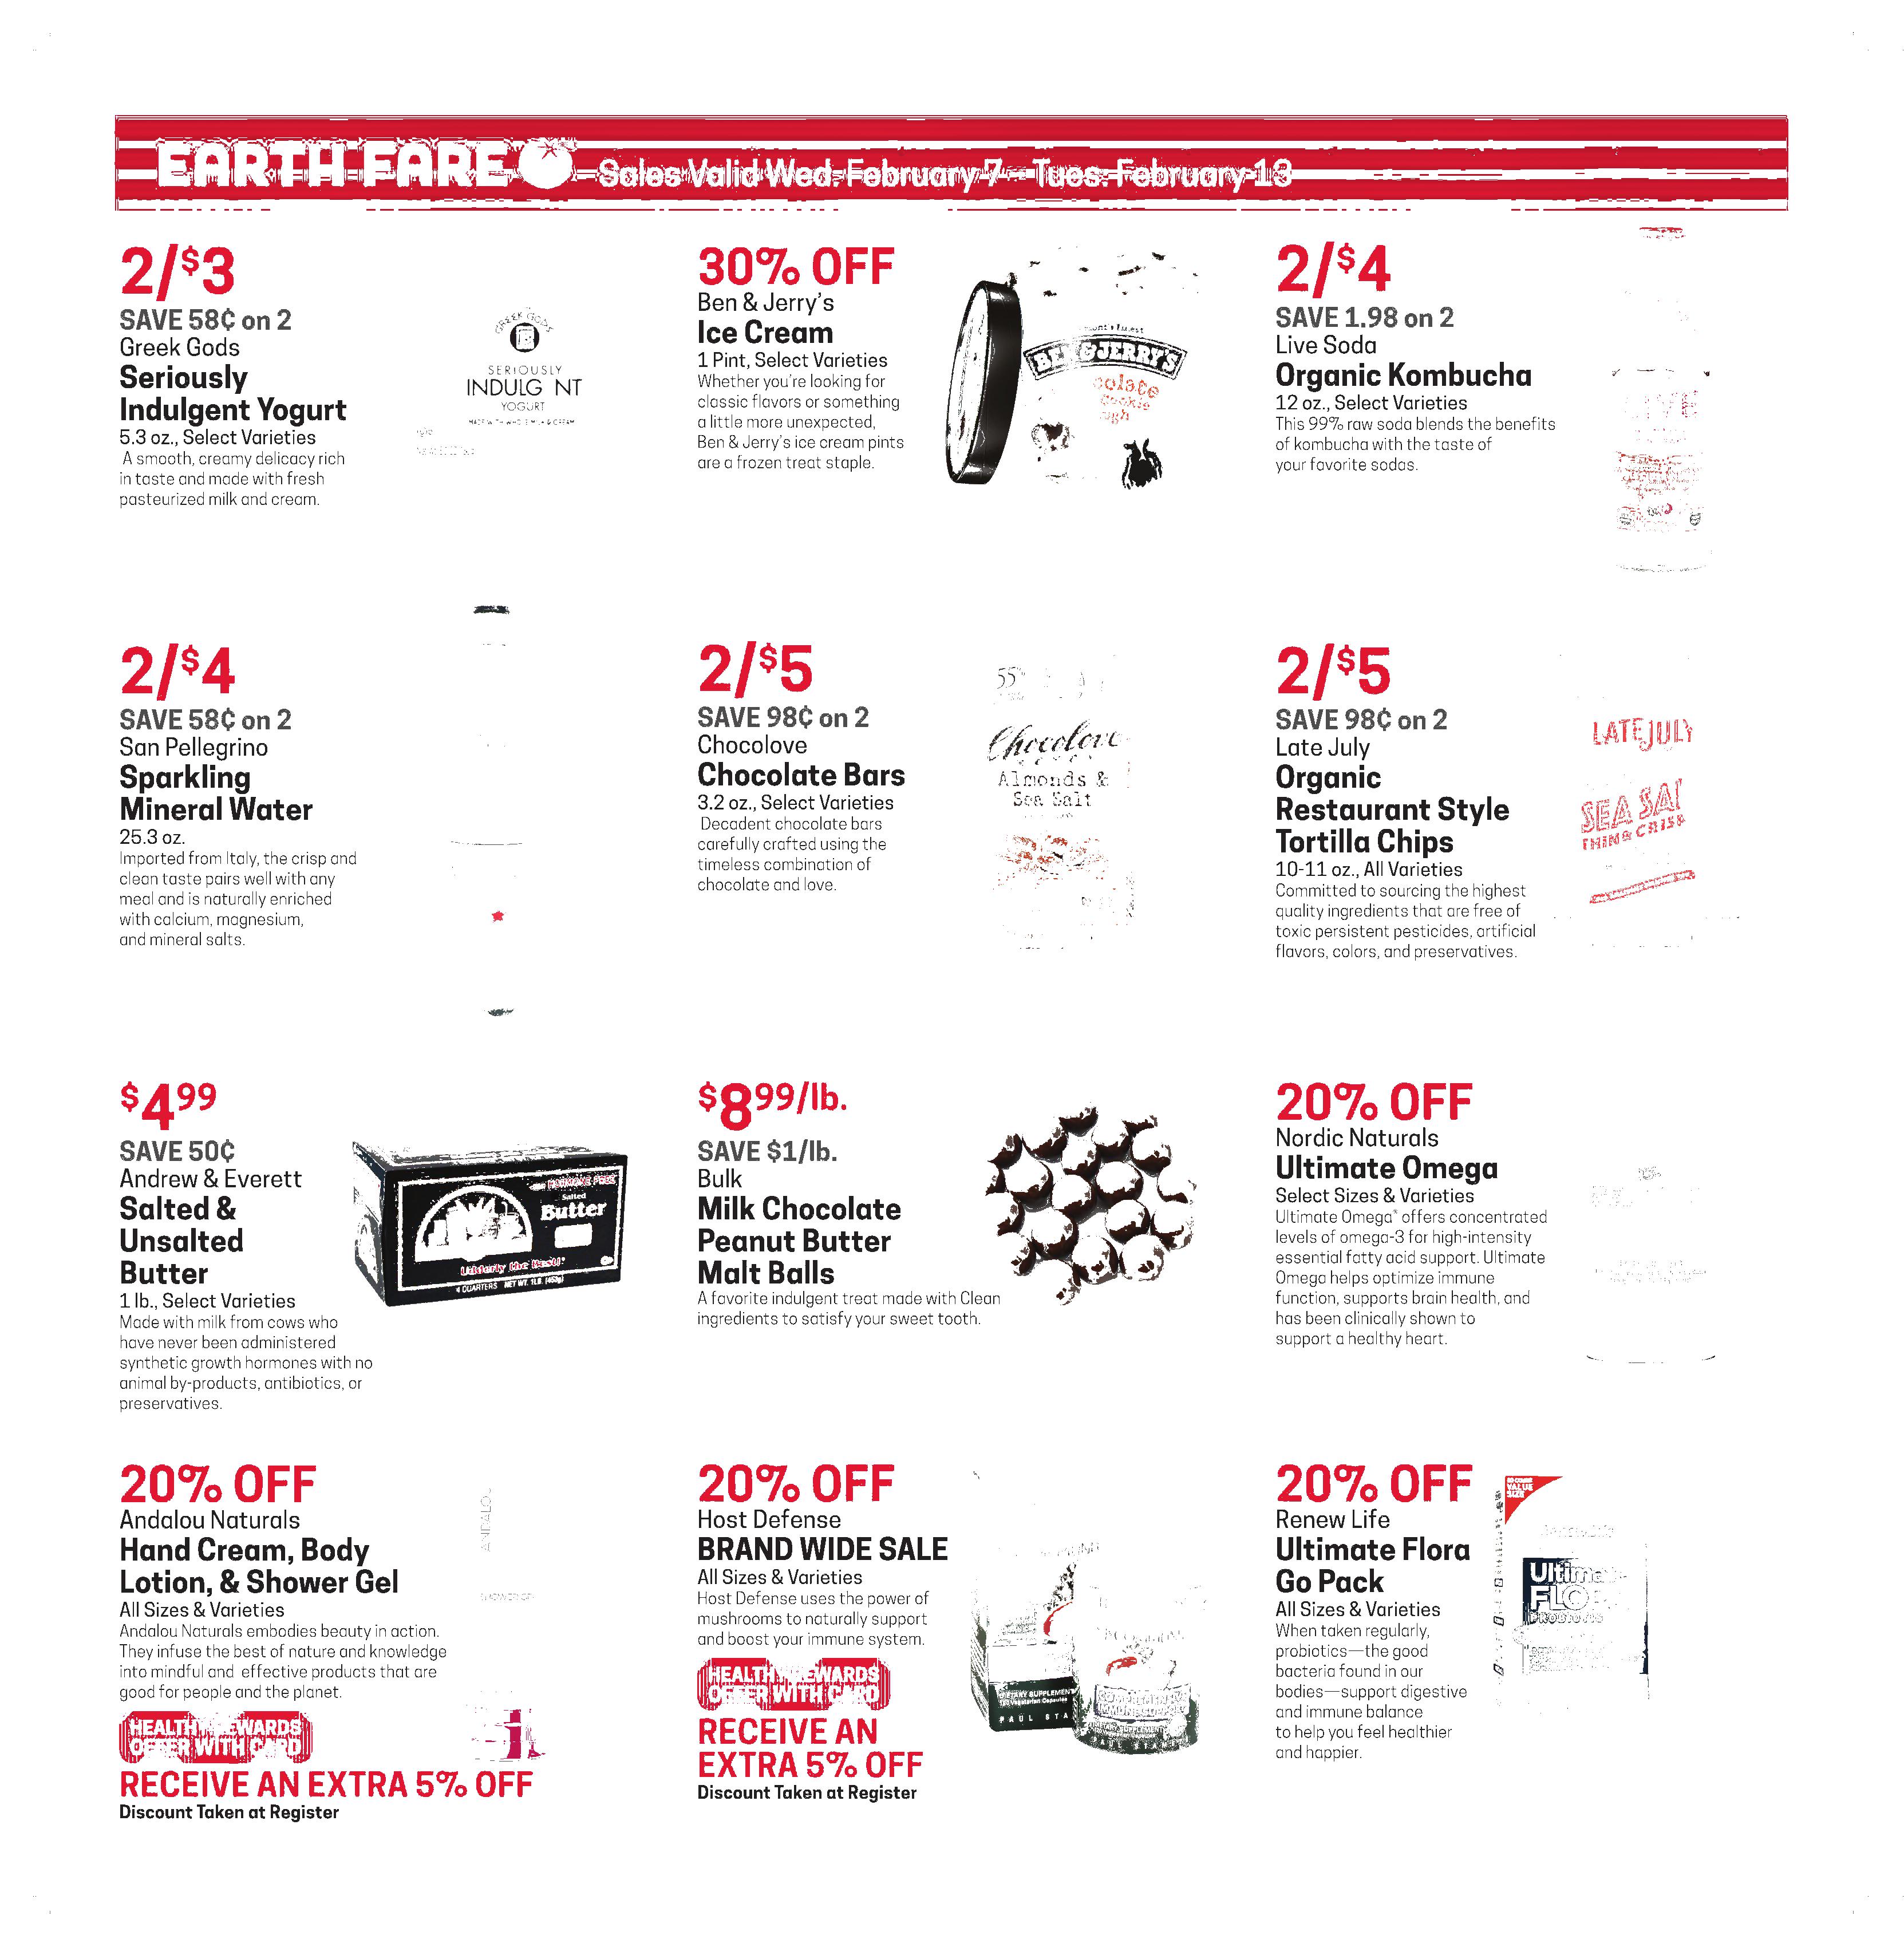 EARTH FARE Sales Valid Wed. February 7 – Tues. February 13
2/$3
SAVE 58¢ on 2
Greek Gods
Seriously
Indulgent Yogurt
5.3 oz., Select Varieties
A smooth, creamy delicacy rich
in taste and made with fresh
pasteurized milk and cream.
GREEK GODS
SERIOUSLY
INDULG NT
YOGURT
MADE WITH WHOLE MILK & CREAM
30% OFF
Ben & Jerry's
Ice Cream
1 Pint, Select Varieties
Whether you're looking for
classic flavors or something
a little more unexpected,
Ben & Jerry's ice cream pints
are a frozen treat staple.
BEN & JERRY'S
2/$4
SAVE 1.98 on 2
Live Soda
Organic Kombucha
12 oz., Select Varieties
This 99% raw soda blends the benefits
of kombucha with the taste of
your favorite sodas.
LIVE
2/$4
SAVE 58¢ on 2
San Pellegrino
Sparkling
Mineral Water
25.3 oz.
Imported from Italy, the crisp and
clean taste pairs well with any
meal and is naturally enriched
with calcium, magnesium,
and mineral salts.
2/$5
SAVE 98¢ on 2
Chocolove
Chocolate Bars
3.2 oz., Select Varieties
Decadent chocolate bars
carefully crafted using the
timeless combination of
chocolate and love.
55%
Chocolove
Almonds &
Sea Salt
2/$5
SAVE 98¢ on 2
Late July
Organic
Restaurant Style
Tortilla Chips
10-11 oz., All Varieties
Committed to sourcing the highest
quality ingredients that are free of
toxic persistent pesticides, artificial
flavors, colors, and preservatives.
LATE JULY
SEA SAL
THIN & CRISP
$4 99
SAVE 50¢
Andrew & Everett
Salted &
Unsalted
Butter
1 lb., Select Varieties
Made with milk from cows who
have never been administered
synthetic growth hormones with no
animal by-products, antibiotics, or
preservatives.
HORMONE FREE
Salted
Butter
Udderly the Best!
4 QUARTERS NET WT. 1LB. (453g)
$8 99/lb.
SAVE $1/lb.
Bulk
Milk Chocolate
Peanut Butter
Malt Balls
A favorite indulgent treat made with Clean
ingredients to satisfy your sweet tooth.
20% OFF
Nordic Naturals
Ultimate Omega
Select Sizes & Varieties
Ultimate Omega® offers concentrated
levels of omega-3 for high-intensity
essential fatty acid support. Ultimate
Omega helps optimize immune
function, supports brain health, and
has been clinically shown to
support a healthy heart.
20% OFF
Andalou Naturals
Hand Cream, Body
Lotion, & Shower Gel
All Sizes & Varieties
Andalou Naturals embodies beauty in action.
They infuse the best of nature and knowledge
into mindful and effective products that are
good for people and the planet.
HEALTHY REWARDS
OFFER WITH CARD
RECEIVE AN EXTRA 5% OFF
Discount Taken at Register
ANDALOU
SHOWER GEL
20% OFF
Host Defense
BRAND WIDE SALE
All Sizes & Varieties
Host Defense uses the power of
mushrooms to naturally support
and boost your immune system.
HEALTHY REWARDS
OFFER WITH CARD
RECEIVE AN
EXTRA 5% OFF
Discount Taken at Register
DIETARY SUPPLEMENT
PAUL STA
20% OFF
Renew Life
Ultimate Flora
Go Pack
All Sizes & Varieties
When taken regularly,
probiotics—the good
bacteria found in our
bodies—support digestive
and immune balance
to help you feel healthier
and happier.
VALUE
SIZE
Ultima
FLO
PROBIOTIC